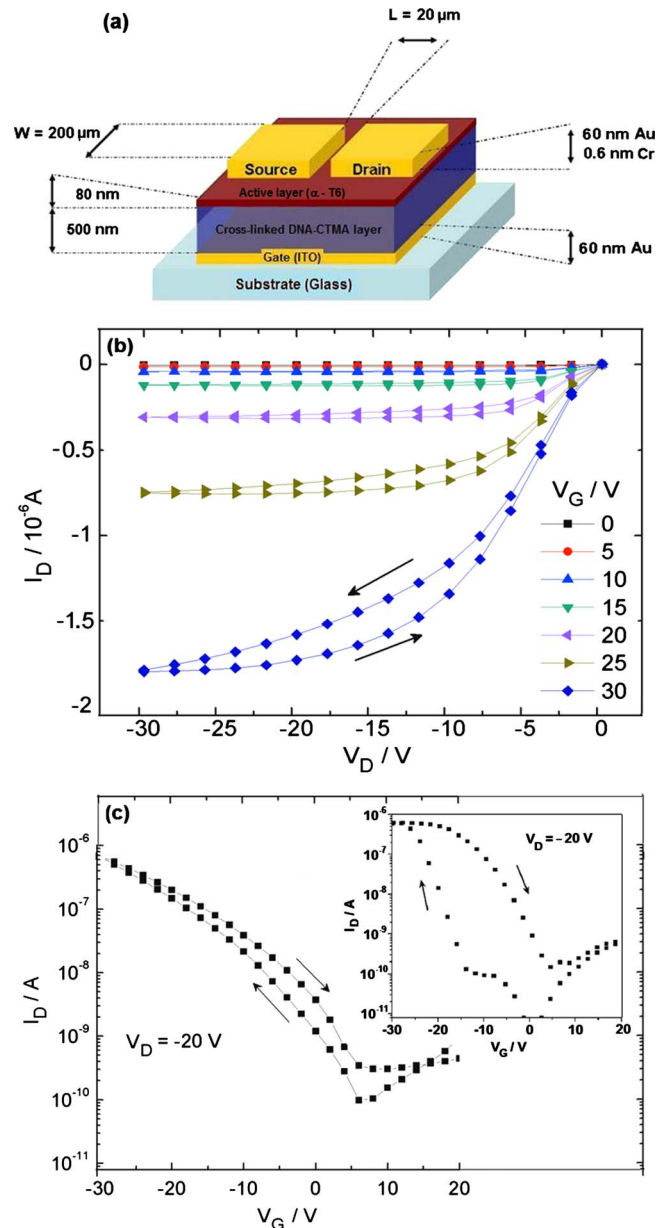 (a)
L = 20 µm
W = 200 µm
60 nm Au
0.6 nm Cr
Source
Drain
80 nm
Active layer (α - T6)
500 nm
Cross-linked DNA-CTMA layer
60 nm Au
Gate (ITO)
Substrate (Glass)
(b)
0
-0.5
-1
-1.5
-2
I_D / 10⁻⁶A
V_G / V
0
5
10
15
20
25
30
-30 -25 -20 -15 -10 -5 0
V_D / V
(c)
10⁻⁶
10⁻⁷
10⁻⁸
10⁻⁹
10⁻¹⁰
10⁻¹¹
I_D / A
V_D = -20 V
-30 -20 -10 0 10 20
V_G / V
10⁻⁵
10⁻⁶
10⁻⁷
10⁻⁸
10⁻⁹
10⁻¹⁰
10⁻¹¹
I_D / A
V_D = -20 V
-30 -20 -10 0 10 20
V_G / V